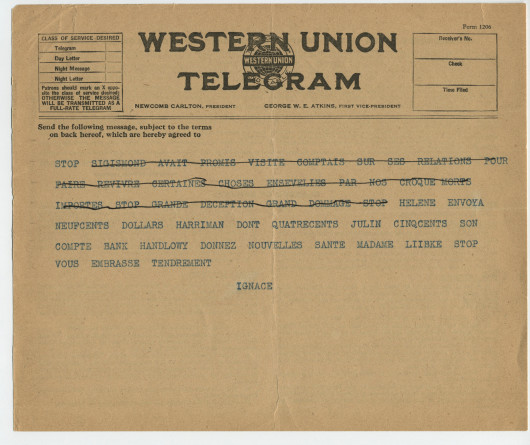 Form 1206
CLASS OF SERVICE DESIRED
Telegram
Day Letter
Night Message
Night Letter
Patrons should mark an X oppo-
site the class of service desired;
OTHERWISE THE MESSAGE
WILL BE TRANSMITTED AS A
FULL-RATE TELEGRAM
WESTERN UNION
WESTERN UNION
TELEGRAM
NEWCOMB CARLTON, PRESIDENT
GEORGE W. E. ATKINS, FIRST VICE-PRESIDENT
Receiver's No.
Check
Time Filed
Send the following message, subject to the terms
on back hereof, which are hereby agreed to
STOP SIGISMOND AVAIT PROMIS VISITE COMPTAIS SUR SES RELATIONS POUR
FAIRE REVIVRE CERTAINES CHOSES ENSEVELIES PAR NOS CROQUE MORTS
IMPORTES STOP GRANDE DECEPTION GRAND DOMMAGE STOP HELENE ENVOYA
NEUFCENTS DOLLARS HARRIMAN DONT QUATRECENTS JULIN CINQCENTS SON
COMPTE BANK HANDLOWY DONNEZ NOUVELLES SANTE MADAME LIIBKE STOP
VOUS EMBRASSE TENDREMENT
IGNACE